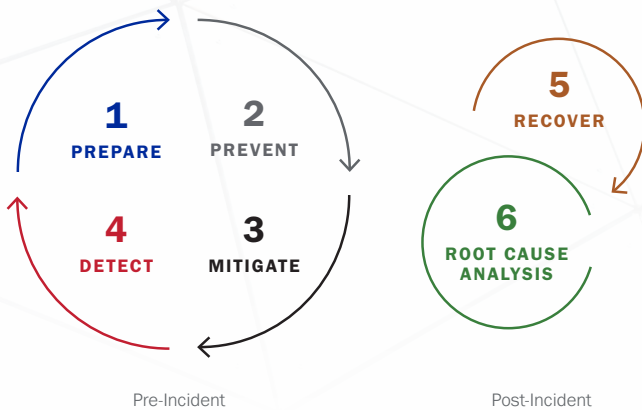 1
PREPARE
2
PREVENT
4
DETECT
3
MITIGATE
Pre-Incident
5
RECOVER
6
ROOT CAUSE
ANALYSIS
Post-Incident